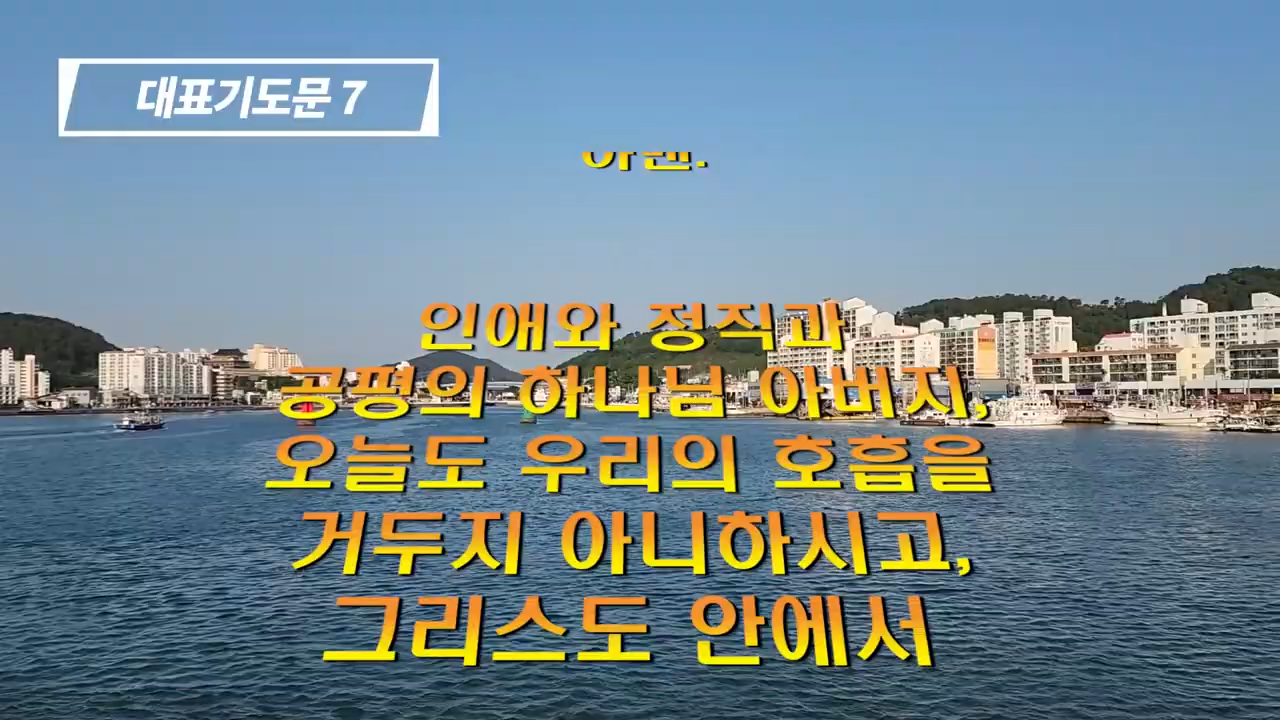 대표기도문 7
아멘.
인애와 정직과
공평의 하나님 아버지,
오늘도 우리의 호흡을
거두지 아니하시고,
그리스도 안에서